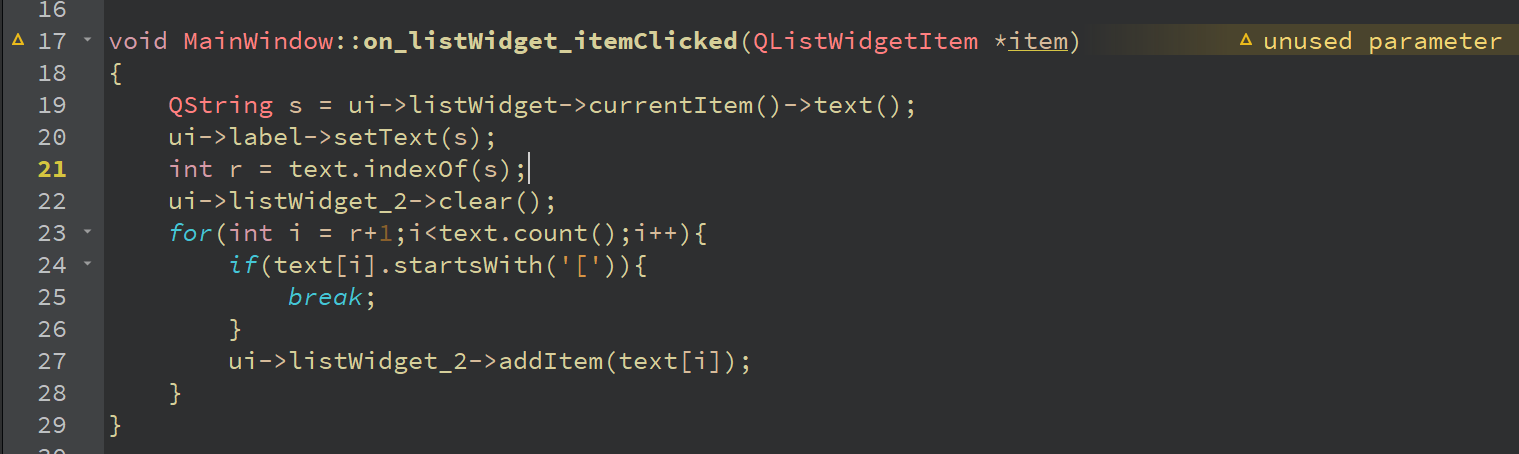 16
17 void MainWindow::on_listWidget_itemClicked(QListWidgetItem *item) unused parameter
18 {
19     QString s = ui->listWidget->currentItem()->text();
20     ui->label->setText(s);
21     int r = text.indexOf(s);
22     ui->listWidget_2->clear();
23     for(int i = r+1;i<text.count();i++){
24         if(text[i].startsWith('[')){
25             break;
26         }
27         ui->listWidget_2->addItem(text[i]);
28     }
29 }